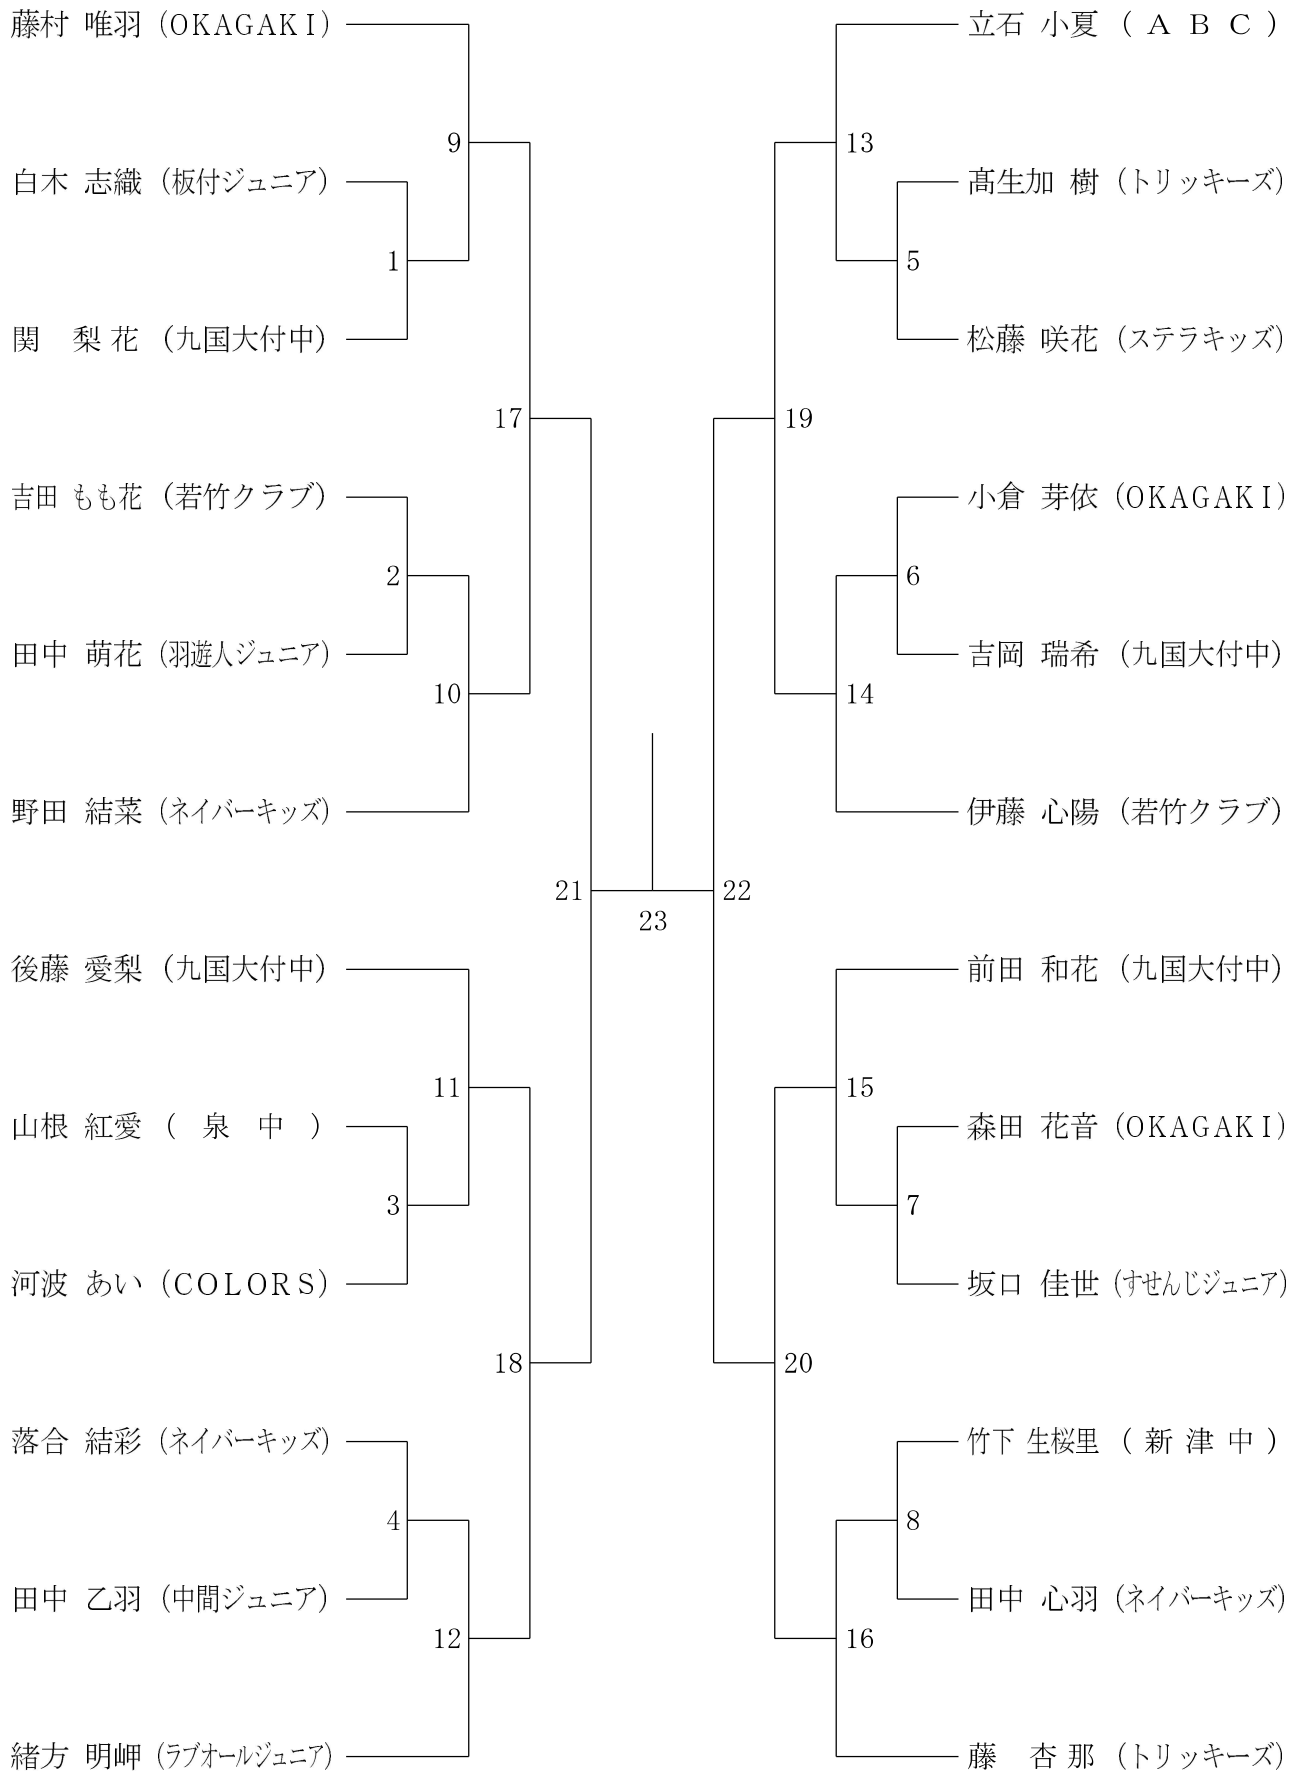 藤村 唯羽 (OKAGAKI)
9
白木 志織 (板付ジュニア)
1
関 梨花 (九国大付中)
17
吉田 もも花 (若竹クラブ)
2
田中 萌花 (羽遊人ジュニア)
10
野田 結菜 (ネイバーキッズ)
21
後藤 愛梨 (九国大付中)
11
山根 紅愛 (泉中)
3
河波 あい (COLORS)
18
落合 結彩 (ネイバーキッズ)
4
田中 乙羽 (中間ジュニア)
12
緒方 明岬 (ラブオールジュニア)
23
立石 小夏 (ABC)
13
髙生加 樹 (トリッキーズ)
5
松藤 咲花 (ステラキッズ)
19
小倉 芽依 (OKAGAKI)
6
吉岡 瑞希 (九国大付中)
14
伊藤 心陽 (若竹クラブ)
22
前田 和花 (九国大付中)
15
森田 花音 (OKAGAKI)
7
坂口 佳世 (すせんじジュニア)
20
竹下 生桜里 (新津中)
8
田中 心羽 (ネイバーキッズ)
16
藤 杏那 (トリッキーズ)